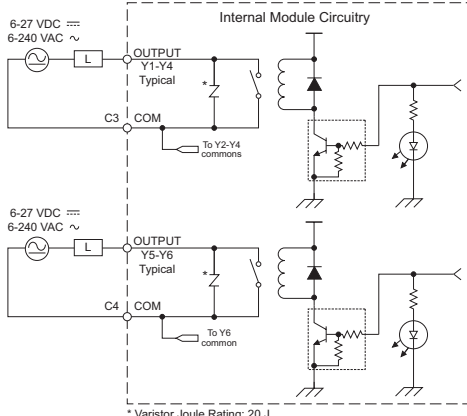 Internal Module Circuitry
6-27 VDC ⎓
6-240 VAC ∿
L
OUTPUT
Y1-Y4
Typical
*
C3
COM
To Y2-Y4
commons
6-27 VDC ⎓
6-240 VAC ∿
L
OUTPUT
Y5-Y6
Typical
*
C4
COM
To Y6
common
* Varistor Joule Rating: 20 J